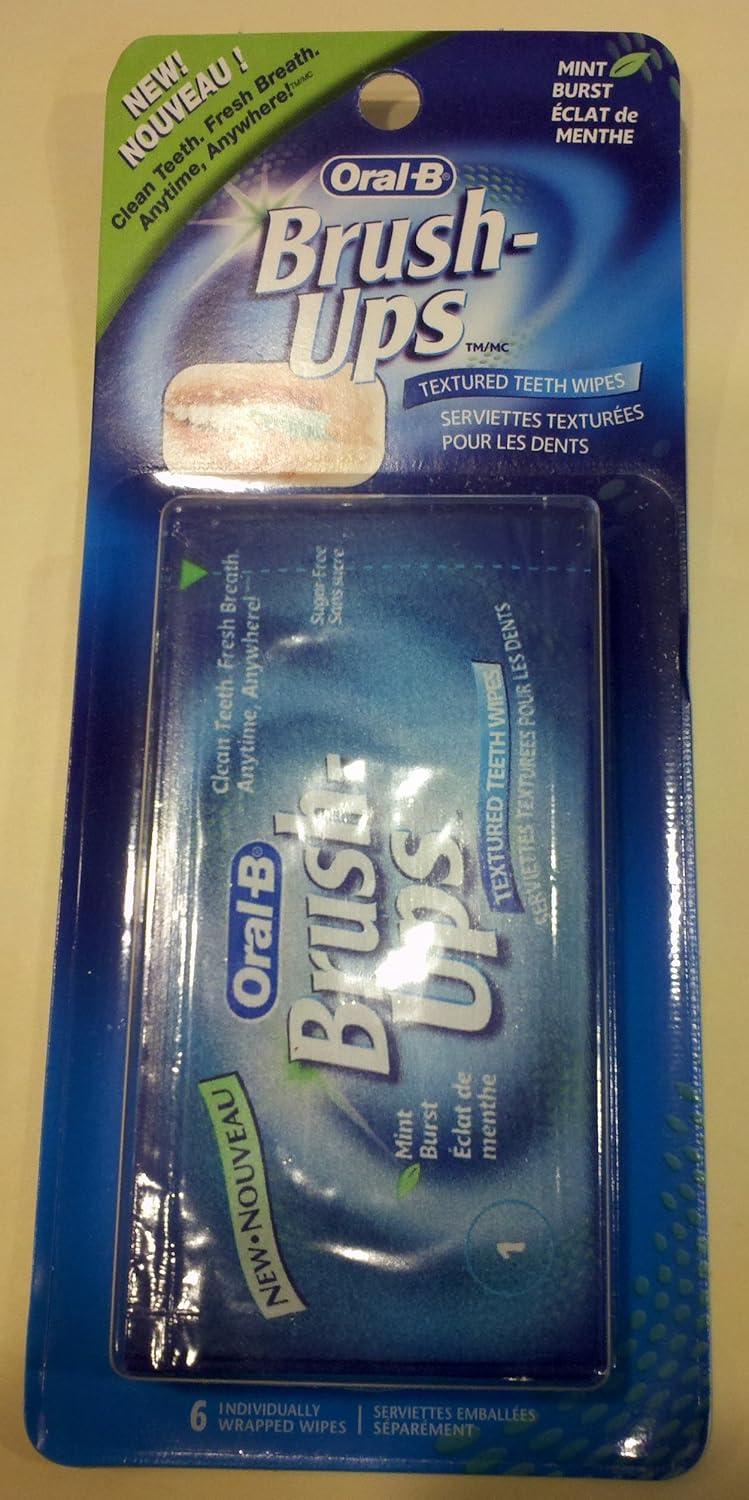 NEW!
NOUVEAU !
Clean Teeth. Fresh Breath.
Anytime, Anywhere!™/MC
MINT
BURST
ÉCLAT de
MENTHE
Oral-B®
Brush-
Ups TM/MC
TEXTURED TEETH WIPES
SERVIETTES TEXTURÉES
POUR LES DENTS
Clean Teeth. Fresh Breath.
Anytime, Anywhere!
Sugar-Free
Sans sucre
Oral-B®
Brush-
Ups
TEXTURED TEETH WIPES
SERVIETTES TEXTURÉES POUR LES DENTS
NEW•NOUVEAU
Mint
Burst
Éclat de
menthe
1
6 INDIVIDUALLY
WRAPPED WIPES
SERVIETTES EMBALLÉES
SÉPARÉMENT